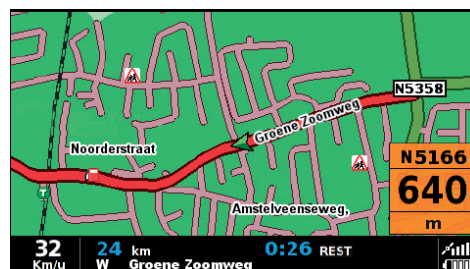 N5358
Groene Zoomweg
Noorderstraat
N5166
640
m
Amstelveenseweg,
32 24 km 0:26 REST
Km/u W Groene Zoomweg